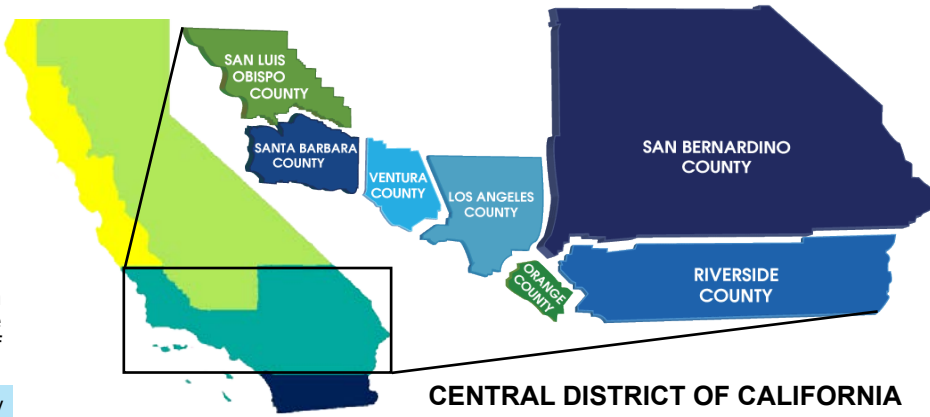 SAN LUIS
OBISPO
COUNTY
SANTA BARBARA
COUNTY
VENTURA
COUNTY
LOS ANGELES
COUNTY
SAN BERNARDINO
COUNTY
ORANGE
COUNTY
RIVERSIDE
COUNTY
CENTRAL DISTRICT OF CALIFORNIA